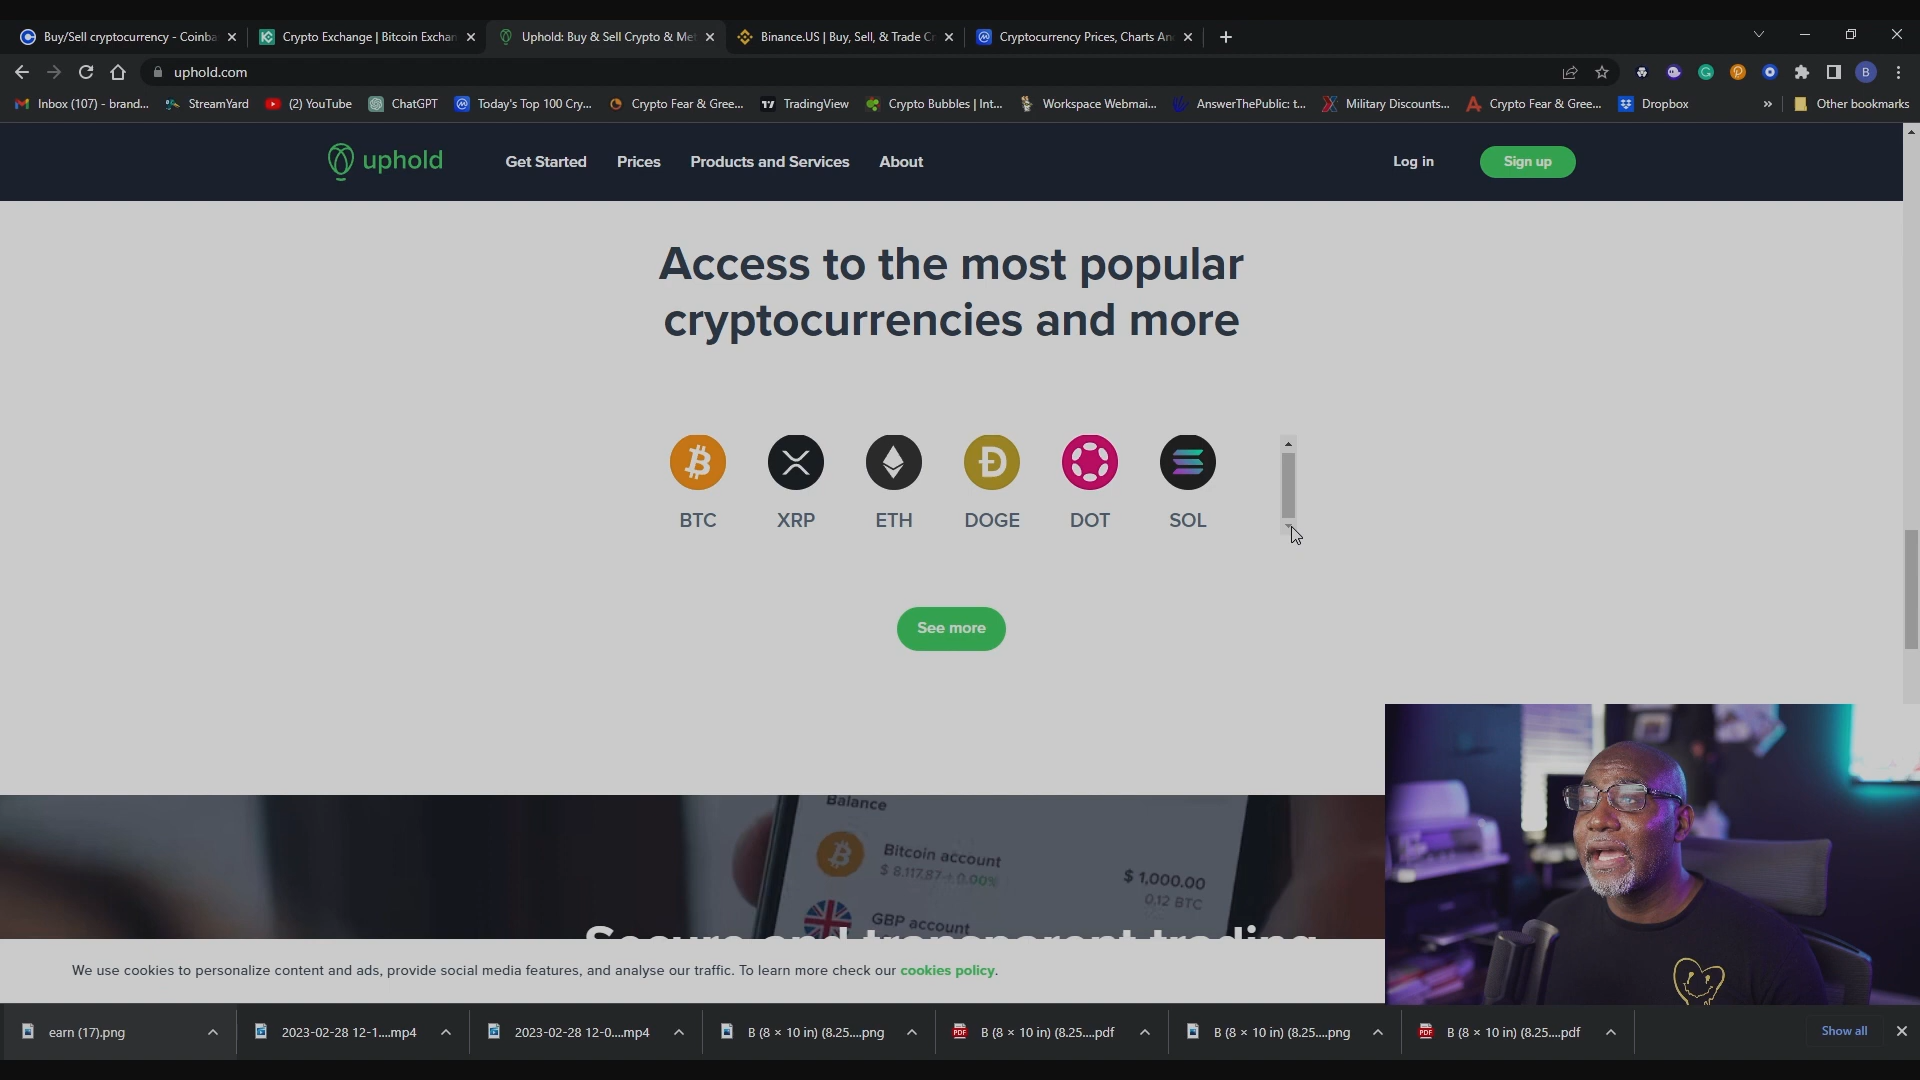 Buy/Sell cryptocurrency - Coinba
Crypto Exchange | Bitcoin Exchan
Uphold: Buy & Sell Crypto & Met
Binance.US | Buy, Sell, & Trade Cr
Cryptocurrency Prices, Charts An
uphold.com
B
Inbox (107) - brand...
StreamYard
(2) YouTube
ChatGPT
Today's Top 100 Cry...
Crypto Fear & Gree...
TradingView
Crypto Bubbles | Int...
Workspace Webmai...
AnswerThePublic: t...
Military Discounts...
Crypto Fear & Gree...
Dropbox
»
Other bookmarks
uphold
Get Started
Prices
Products and Services
About
Log in
Sign up
Access to the most popular
cryptocurrencies and more
BTC
XRP
ETH
DOGE
DOT
SOL
See more
Balance
Bitcoin account
$ 1,000.00
0,12 BTC
GBP account
Secure and transparent trading
We use cookies to personalize content and ads, provide social media features, and analyse our traffic. To learn more check our cookies policy.
earn (17).png
2023-02-28 12-1....mp4
2023-02-28 12-0....mp4
B (8 × 10 in) (8.25....png
B (8 × 10 in) (8.25....pdf
B (8 × 10 in) (8.25....png
B (8 × 10 in) (8.25....pdf
Show all